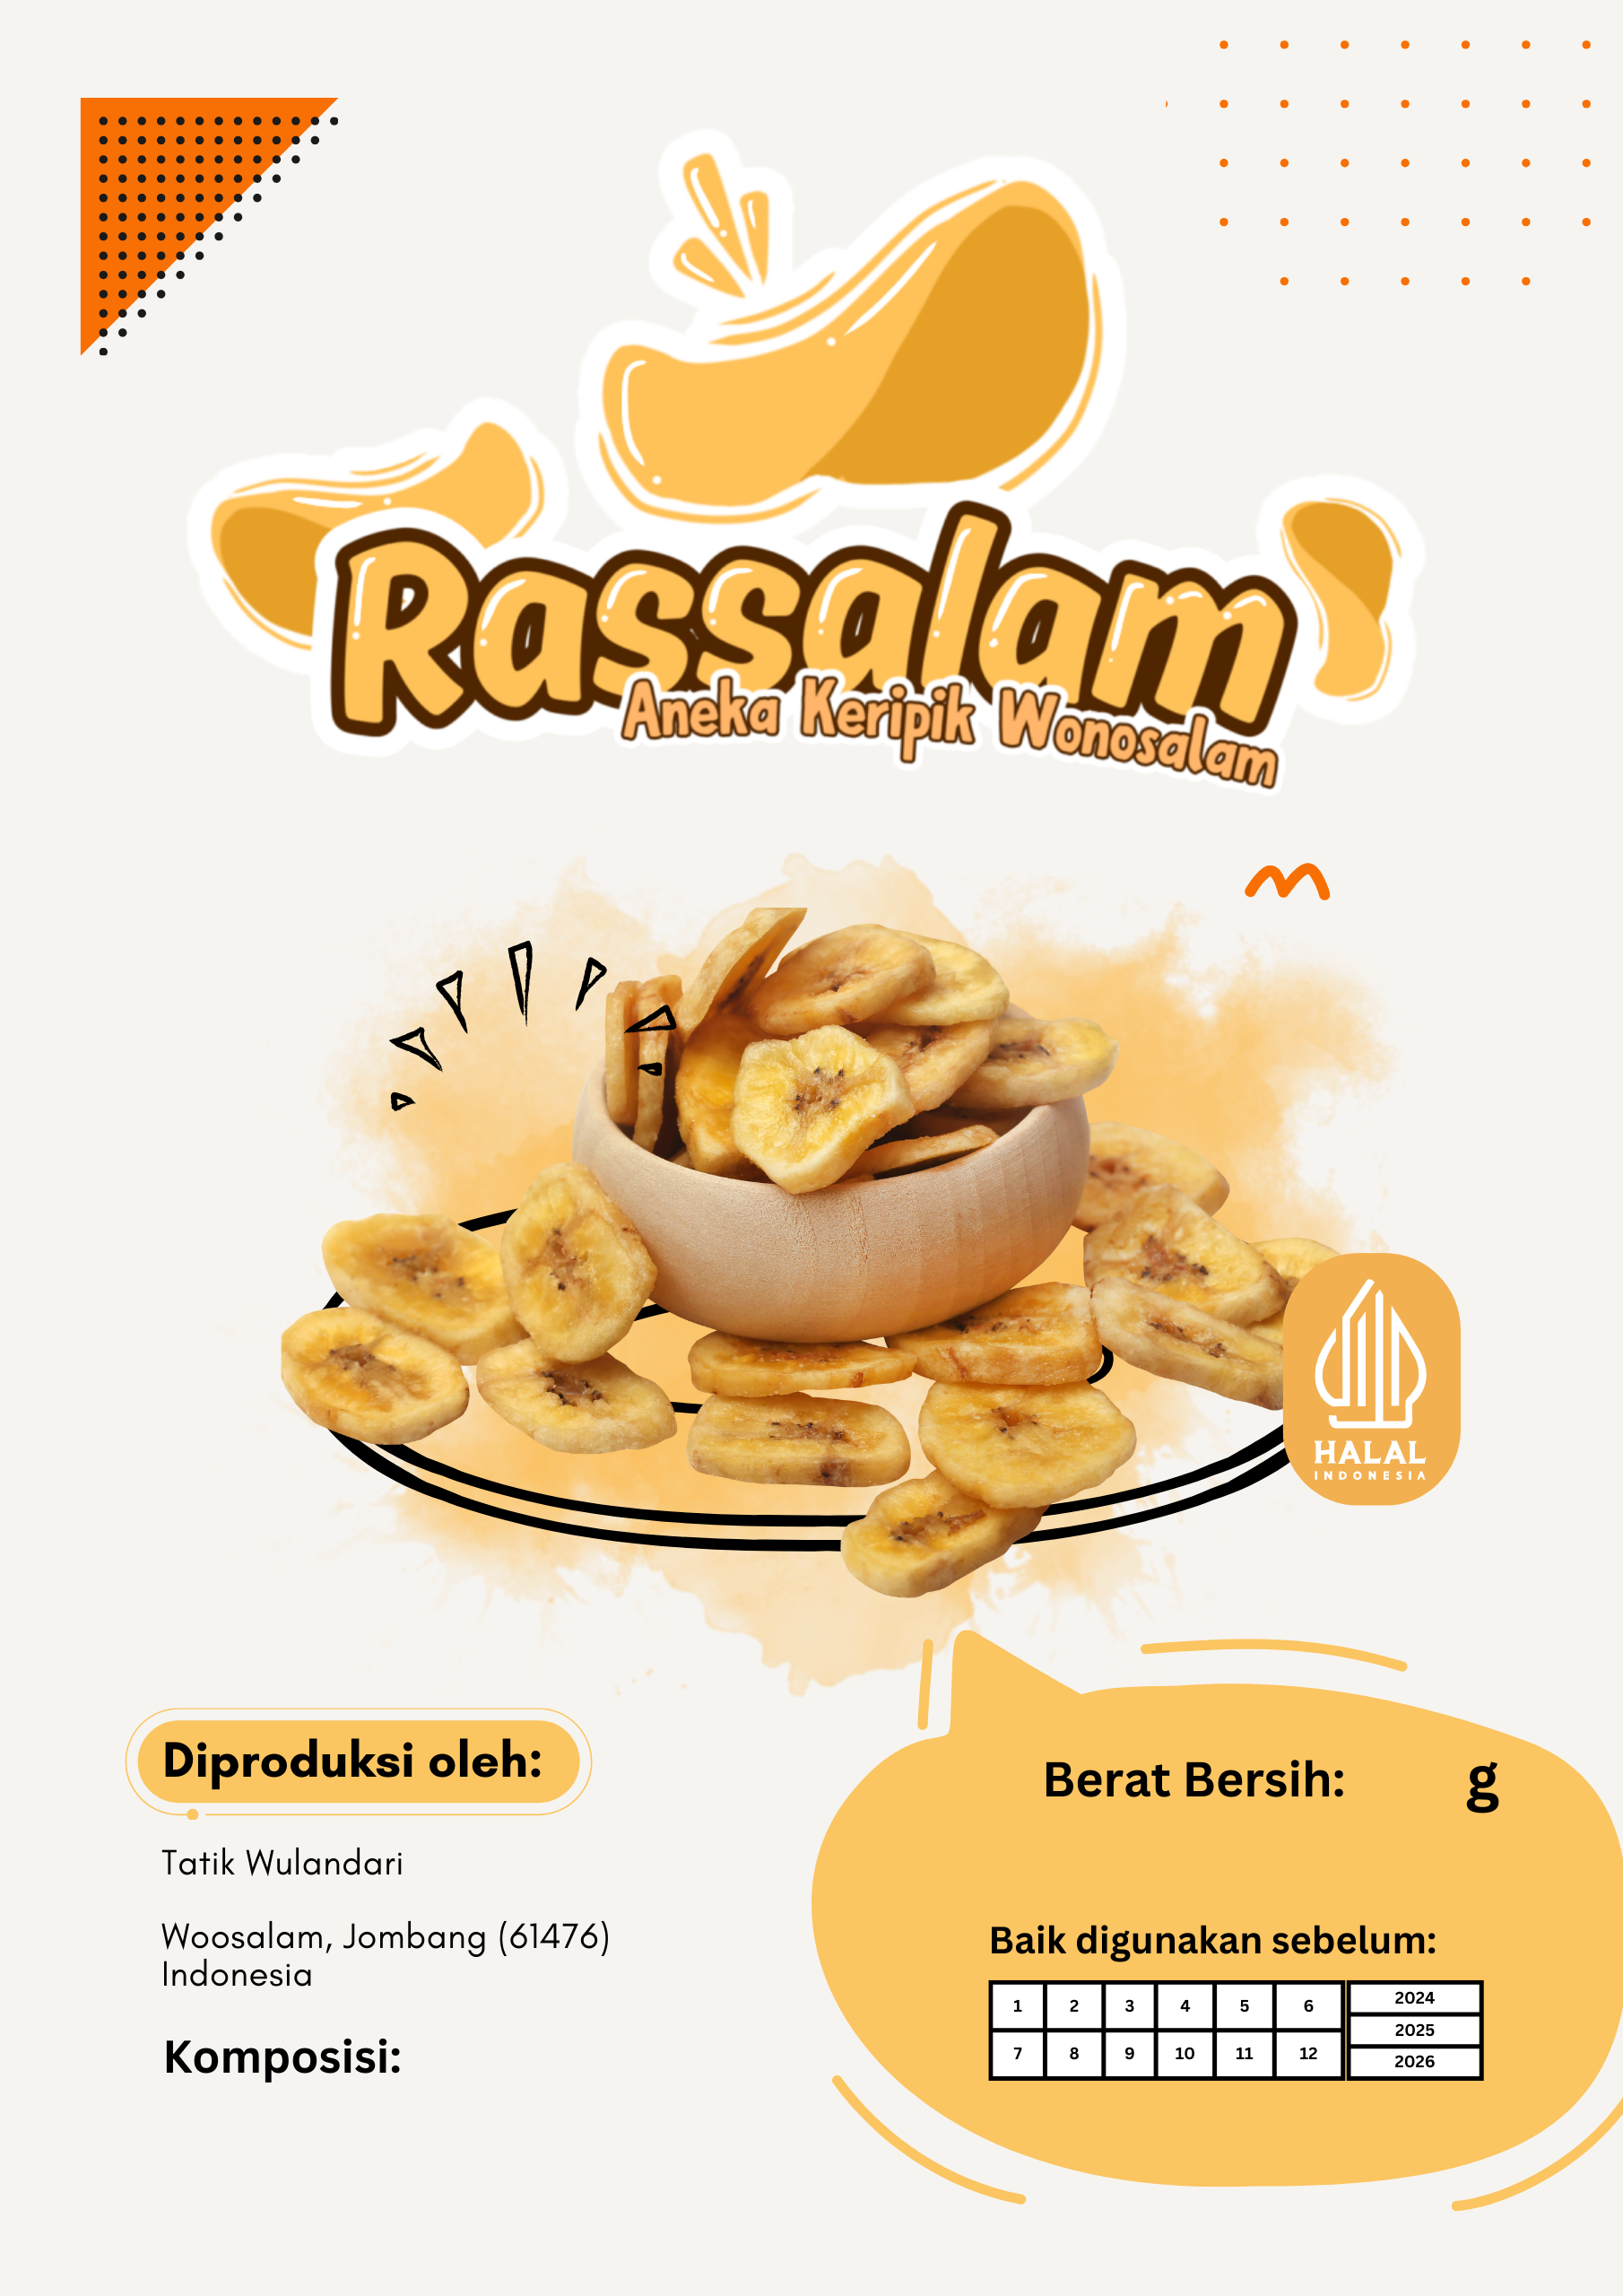 Rassalam
Aneka Keripik Wonosalam
HALAL
INDONESIA
Diproduksi oleh:
Tatik Wulandari
Woosalam, Jombang (61476)
Indonesia
Komposisi:
Berat Bersih: g
Baik digunakan sebelum:
1 2 3 4 5 6 2024
2025
7 8 9 10 11 12 2026